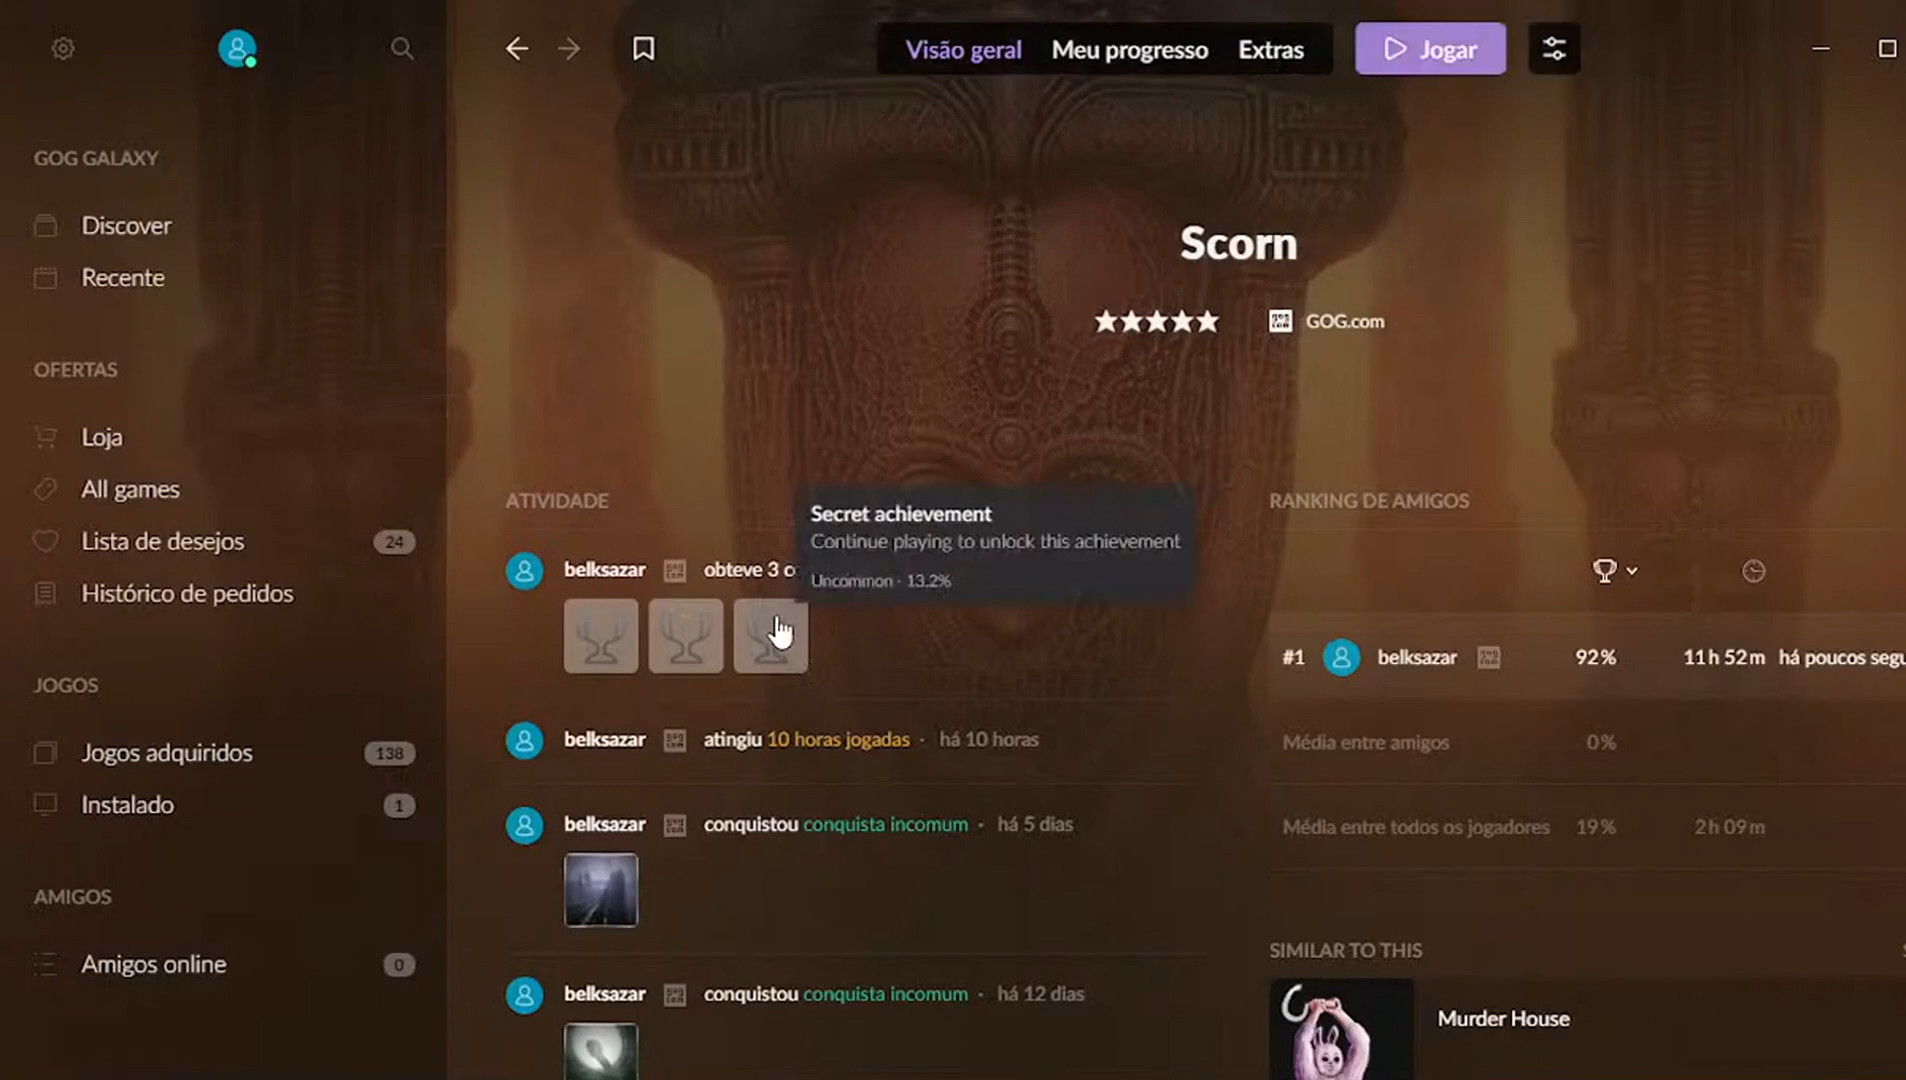 Visão geral
Meu progresso
Extras
Jogar
GOG GALAXY
Discover
Recente
OFERTAS
Loja
All games
Lista de desejos
24
Histórico de pedidos
JOGOS
Jogos adquiridos
138
Instalado
1
AMIGOS
Amigos online
0
Scorn
GOG.com
ATIVIDADE
Secret achievement
Continue playing to unlock this achievement
Uncommon · 13.2%
belksazar obteve 3
belksazar atingiu 10 horas jogadas · há 10 horas
belksazar conquistou conquista incomum · há 5 dias
belksazar conquistou conquista incomum · há 12 dias
RANKING DE AMIGOS
#1 belksazar 92% 11h 52m há poucos segu
Média entre amigos 0%
Média entre todos os jogadores 19% 2h 09m
SIMILAR TO THIS
Murder House